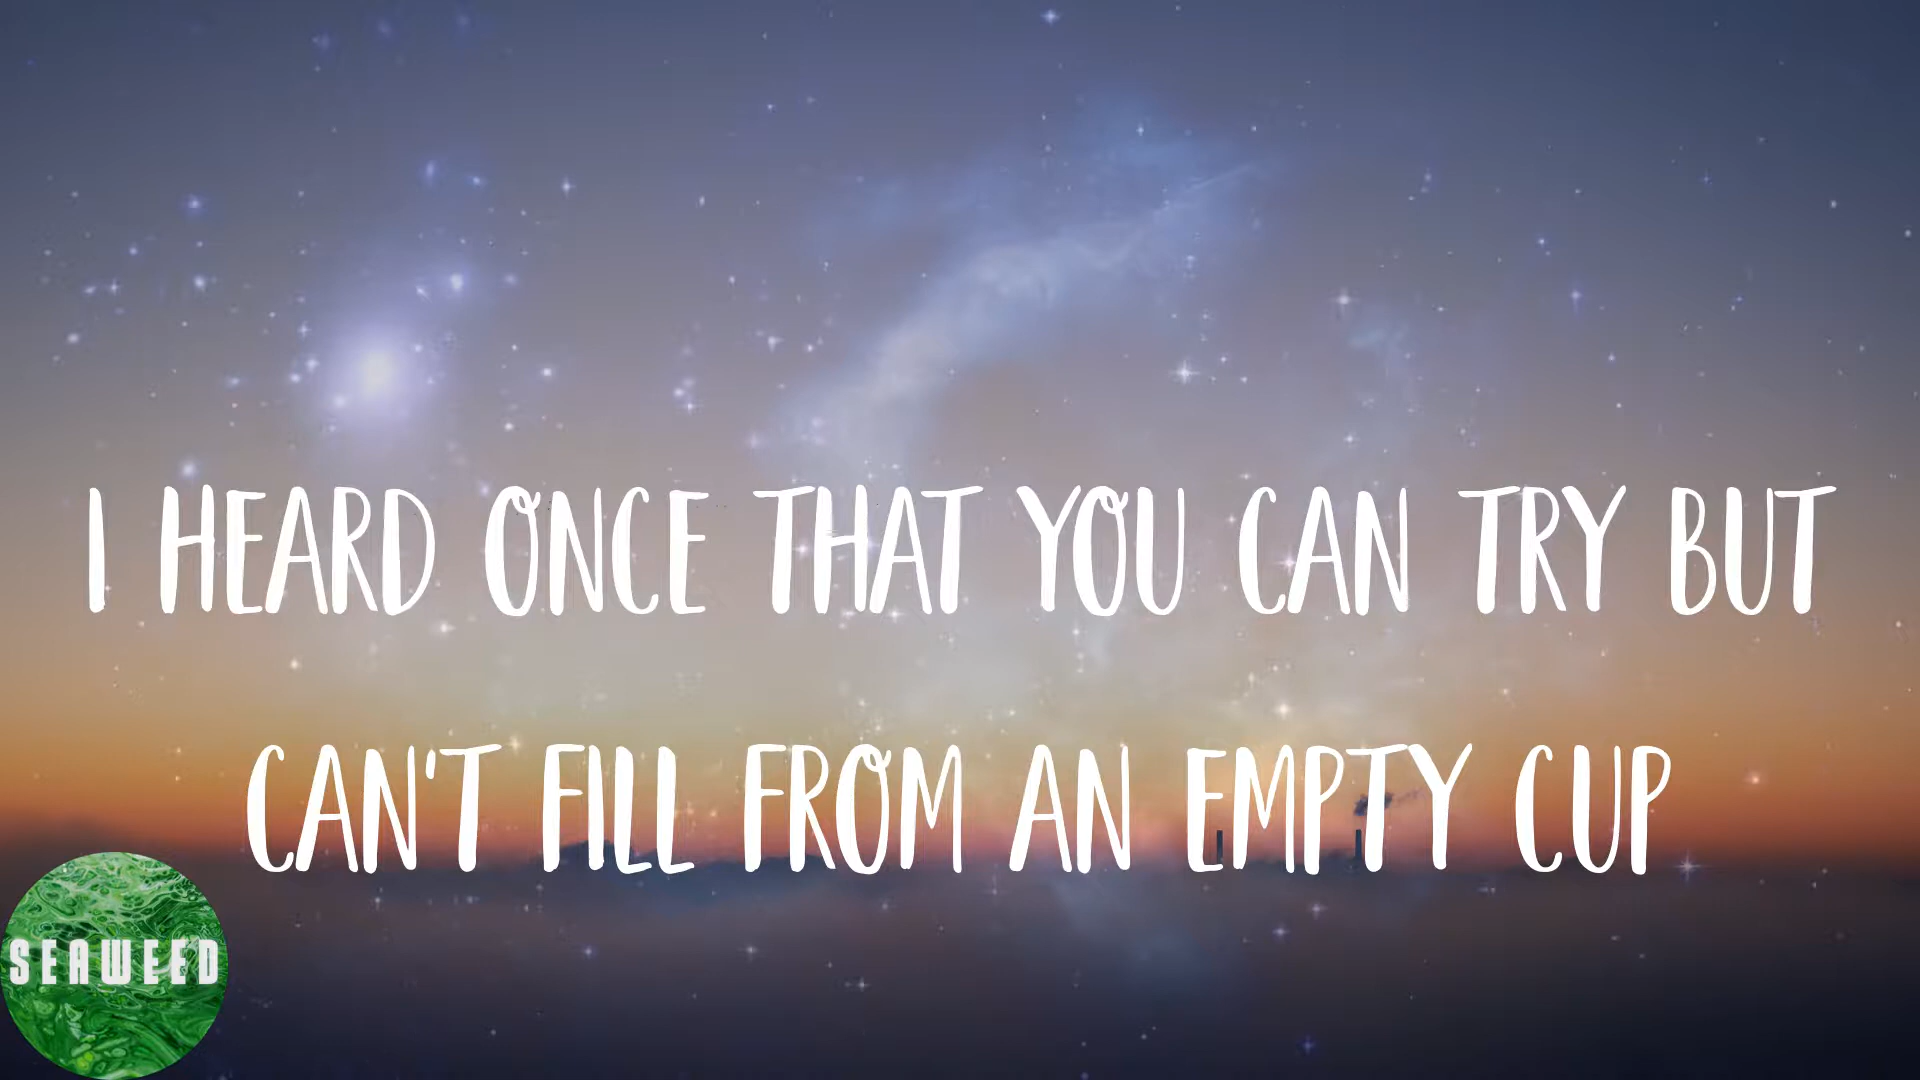 I HEARD ONCE THAT YOU CAN TRY BUT
CAN'T FILL FROM AN EMPTY CUP
SEAWEED